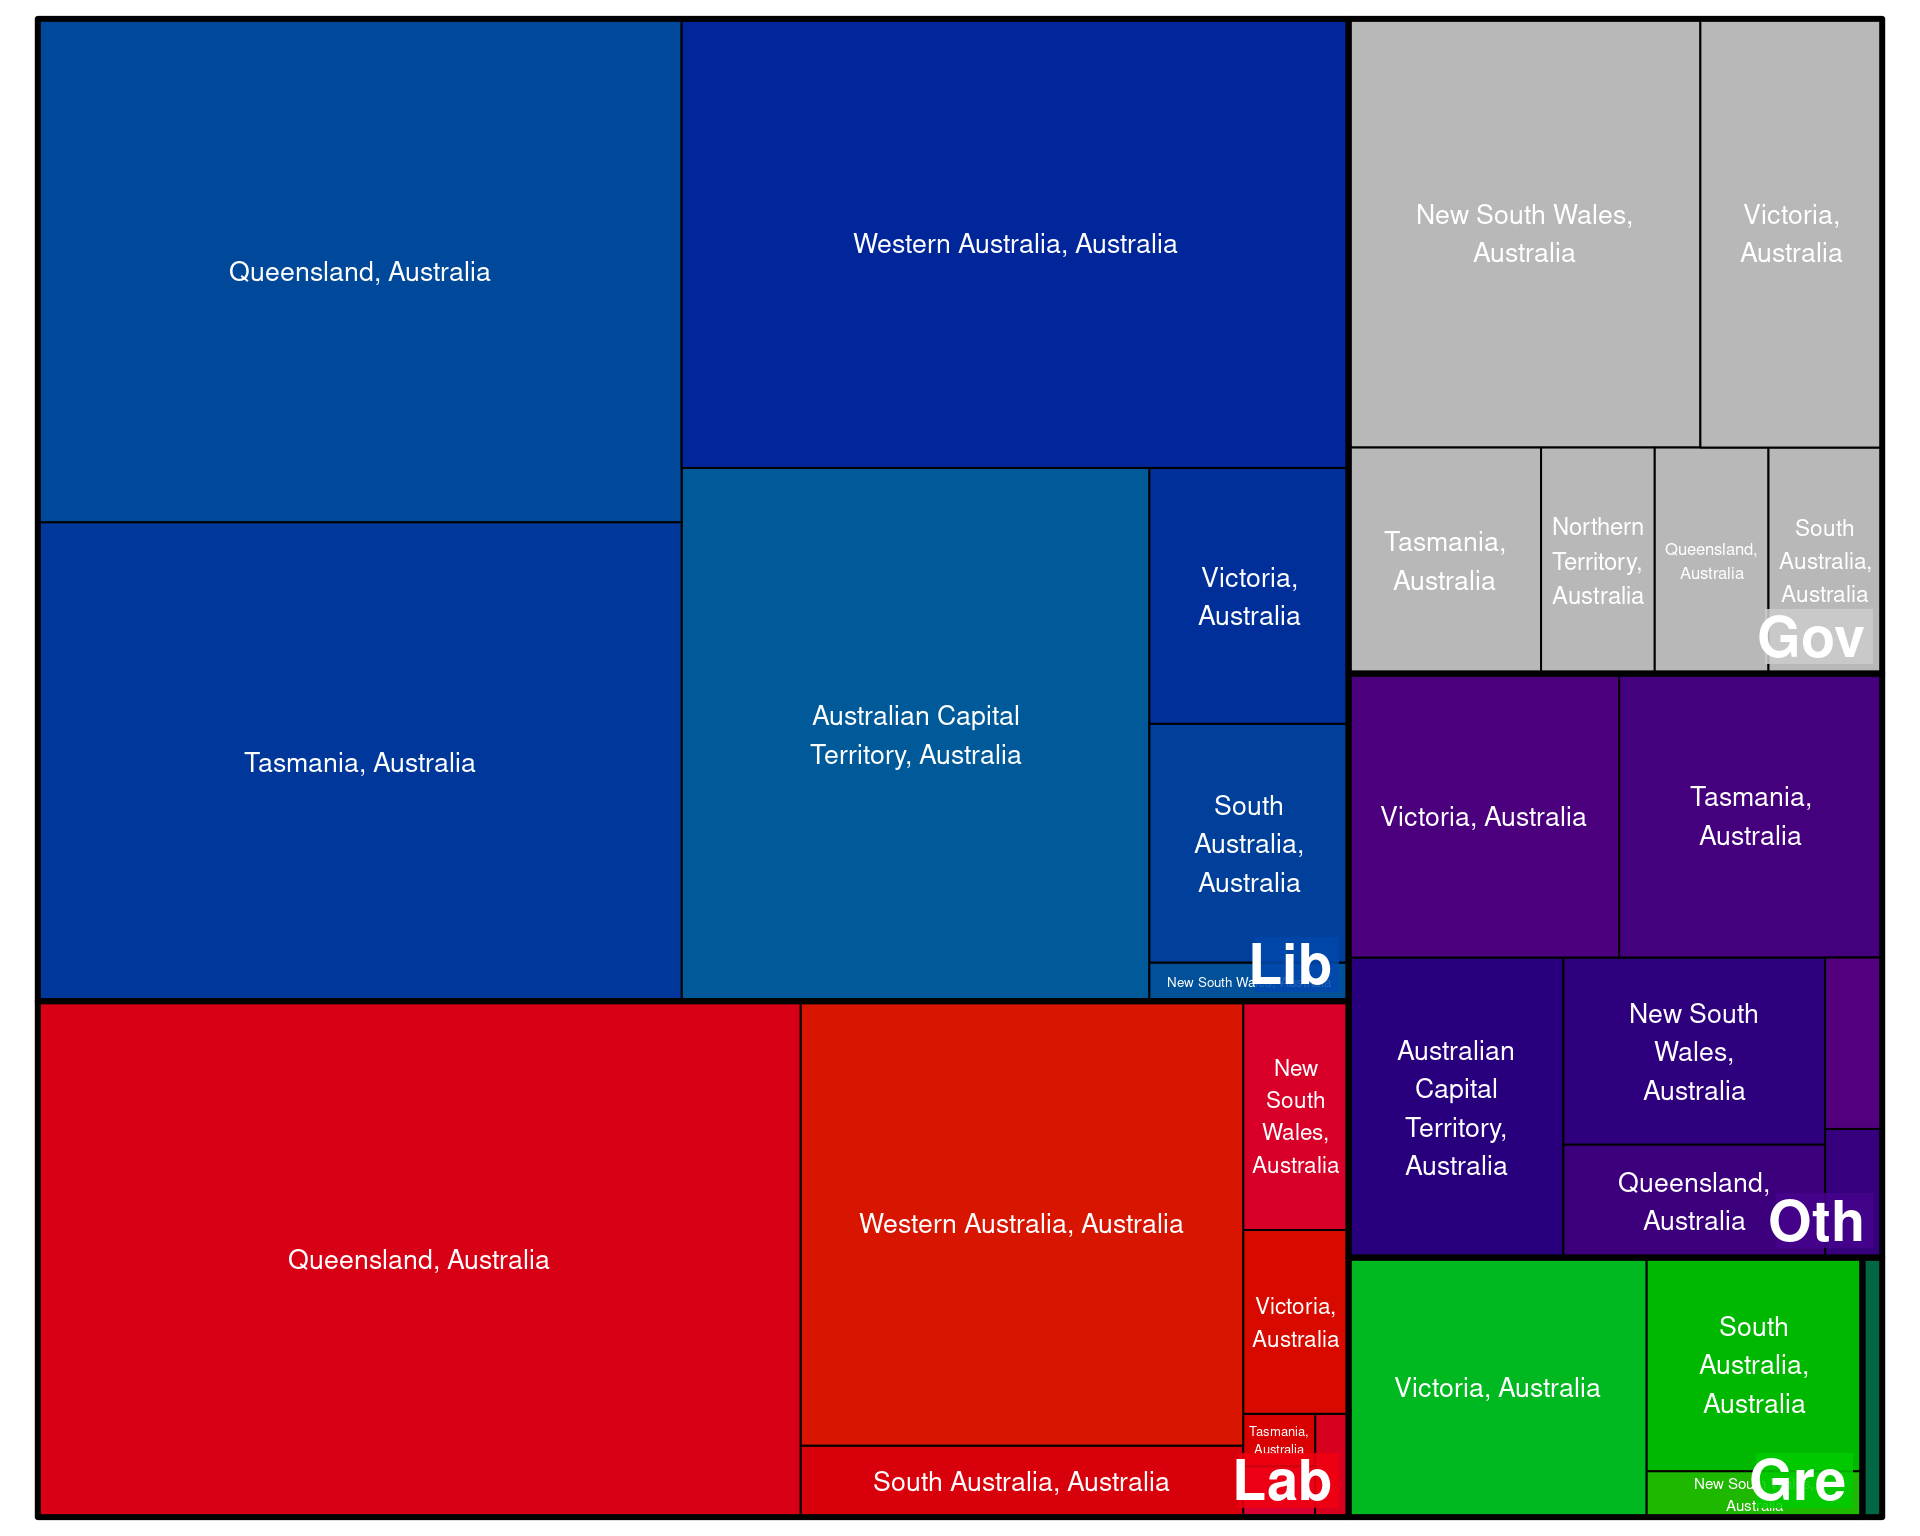 Queensland, Australia
Western Australia, Australia
Tasmania, Australia
Australian Capital
Territory, Australia
Victoria,
Australia
South
Australia,
Australia
New South
Lib
New South Wales,
Australia
Victoria,
Australia
Tasmania,
Australia
Northern
Territory,
Australia
Queensland,
Australia
South
Australia,
Australia
Gov
Victoria, Australia
Tasmania,
Australia
Australian
Capital
Territory,
Australia
New South
Wales,
Australia
Queensland,
Australia
Oth
Queensland, Australia
Western Australia, Australia
South Australia, Australia
New
South
Wales,
Australia
Victoria,
Australia
Tasmania,
Australia
Lab
Victoria, Australia
South
Australia,
Australia
New
Australia
Gre